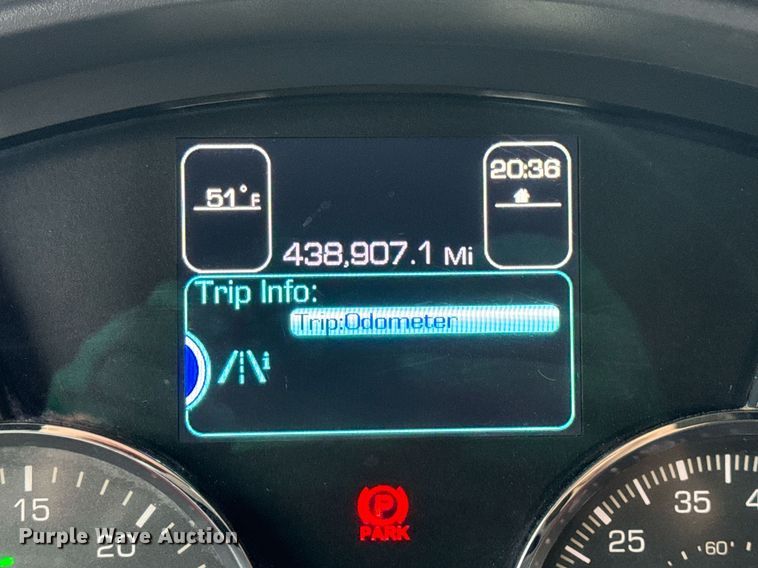 20:36
51°F
438,907.1 Mi
Trip Info:
Trip:Odometer
i
P
PARK
15
20
25
35
4
60
Purple Wave Auction